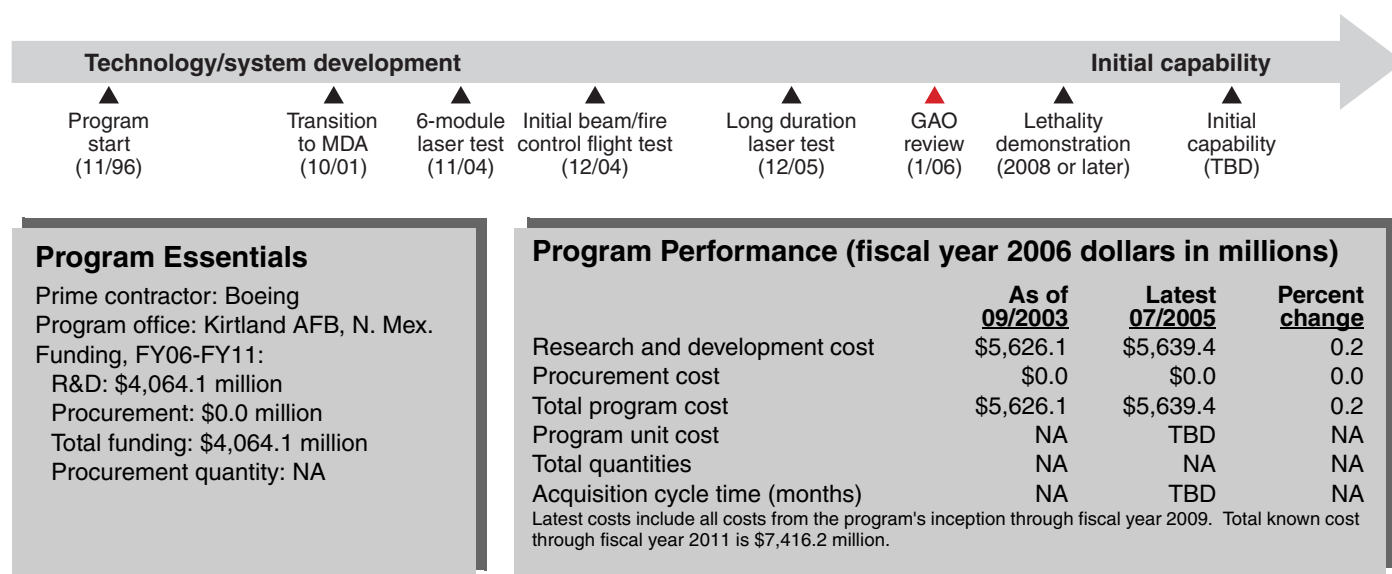 Technology/system development Initial capability
Program start (11/96)
Transition to MDA (10/01)
6-module laser test (11/04)
Initial beam/fire control flight test (12/04)
Long duration laser test (12/05)
GAO review (1/06)
Lethality demonstration (2008 or later)
Initial capability (TBD)
Program Essentials
Prime contractor: Boeing
Program office: Kirtland AFB, N. Mex.
Funding, FY06-FY11:
R&D: $4,064.1 million
Procurement: $0.0 million
Total funding: $4,064.1 million
Procurement quantity: NA
Program Performance (fiscal year 2006 dollars in millions)
As of 09/2003 Latest 07/2005 Percent change
Research and development cost $5,626.1 $5,639.4 0.2
Procurement cost $0.0 $0.0 0.0
Total program cost $5,626.1 $5,639.4 0.2
Program unit cost NA TBD NA
Total quantities NA NA NA
Acquisition cycle time (months) NA TBD NA
Latest costs include all costs from the program's inception through fiscal year 2009. Total known cost
through fiscal year 2011 is $7,416.2 million.